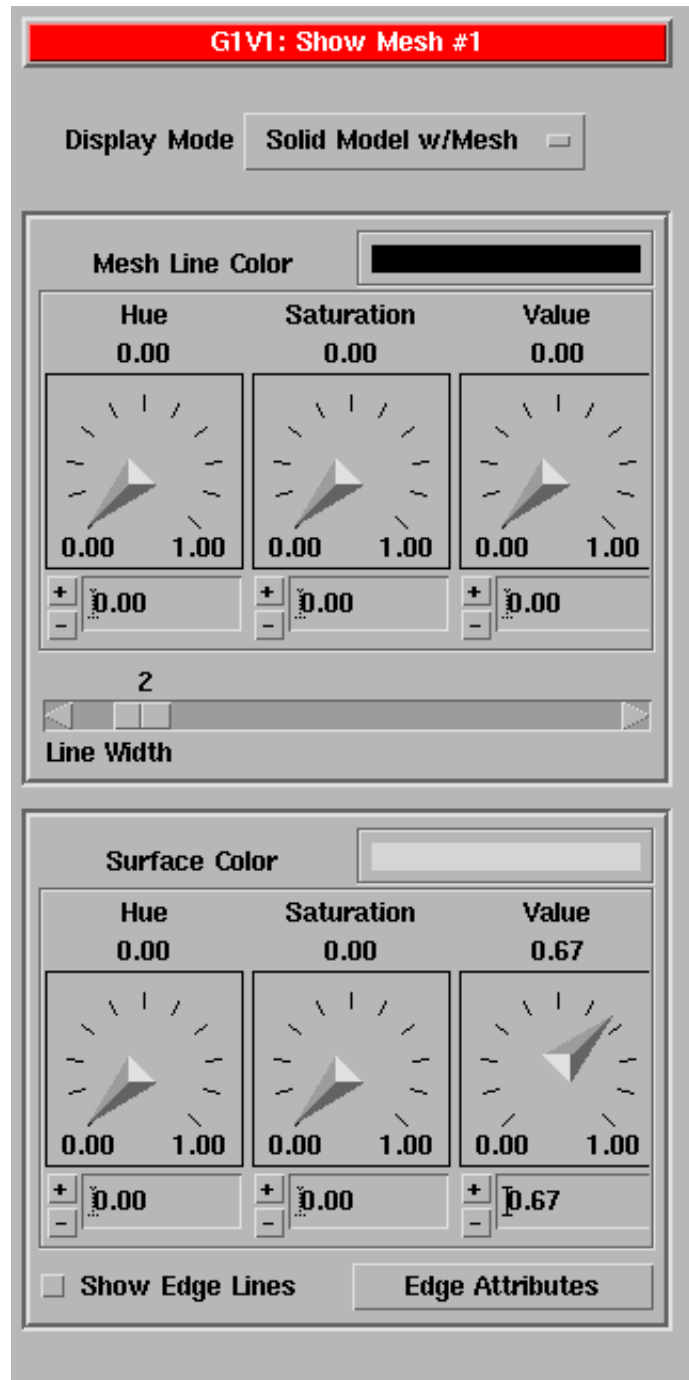 G1V1: Show Mesh #1
Display Mode Solid Model w/Mesh
Mesh Line Color
Hue Saturation Value
0.00 0.00 0.00
0.00 1.00 0.00 1.00 0.00 1.00
+ 0.00 + 0.00 + 0.00
- - -
2
Line Width
Surface Color
Hue Saturation Value
0.00 0.00 0.67
0.00 1.00 0.00 1.00 0.00 1.00
+ 0.00 + 0.00 + 0.67
- - -
Show Edge Lines Edge Attributes